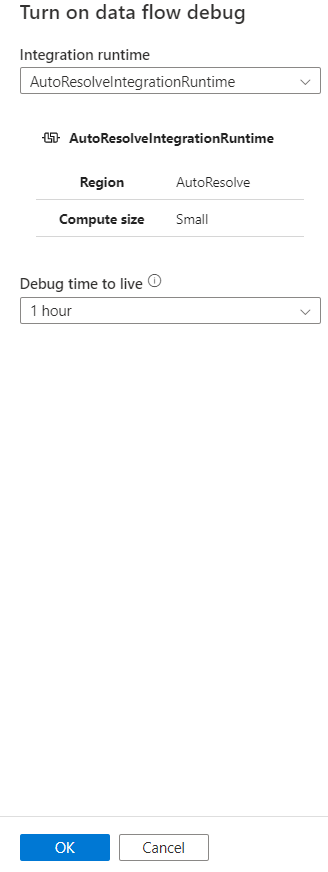 Turn on data flow debug
Integration runtime
AutoResolveIntegrationRuntime
AutoResolveIntegrationRuntime
Region AutoResolve
Compute size Small
Debug time to live
1 hour
OK Cancel